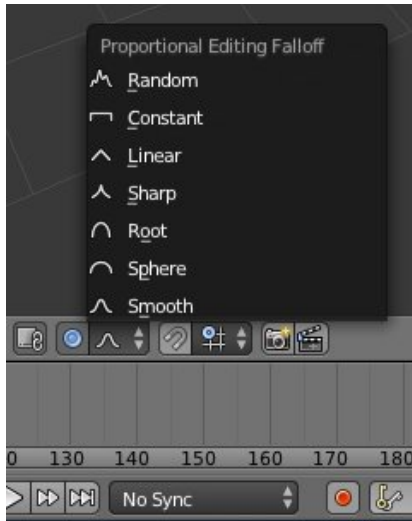 Proportional Editing Falloff
Random
Constant
Linear
Sharp
Root
Sphere
Smooth
0 130 140 150 160 170 180
No Sync